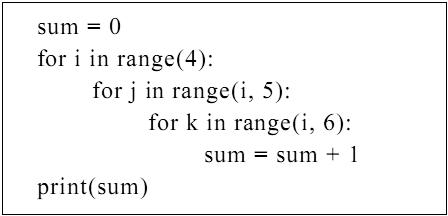 sum = 0
for i in range(4):
for j in range(i, 5):
for k in range(i, 6):
sum = sum + 1
print(sum)